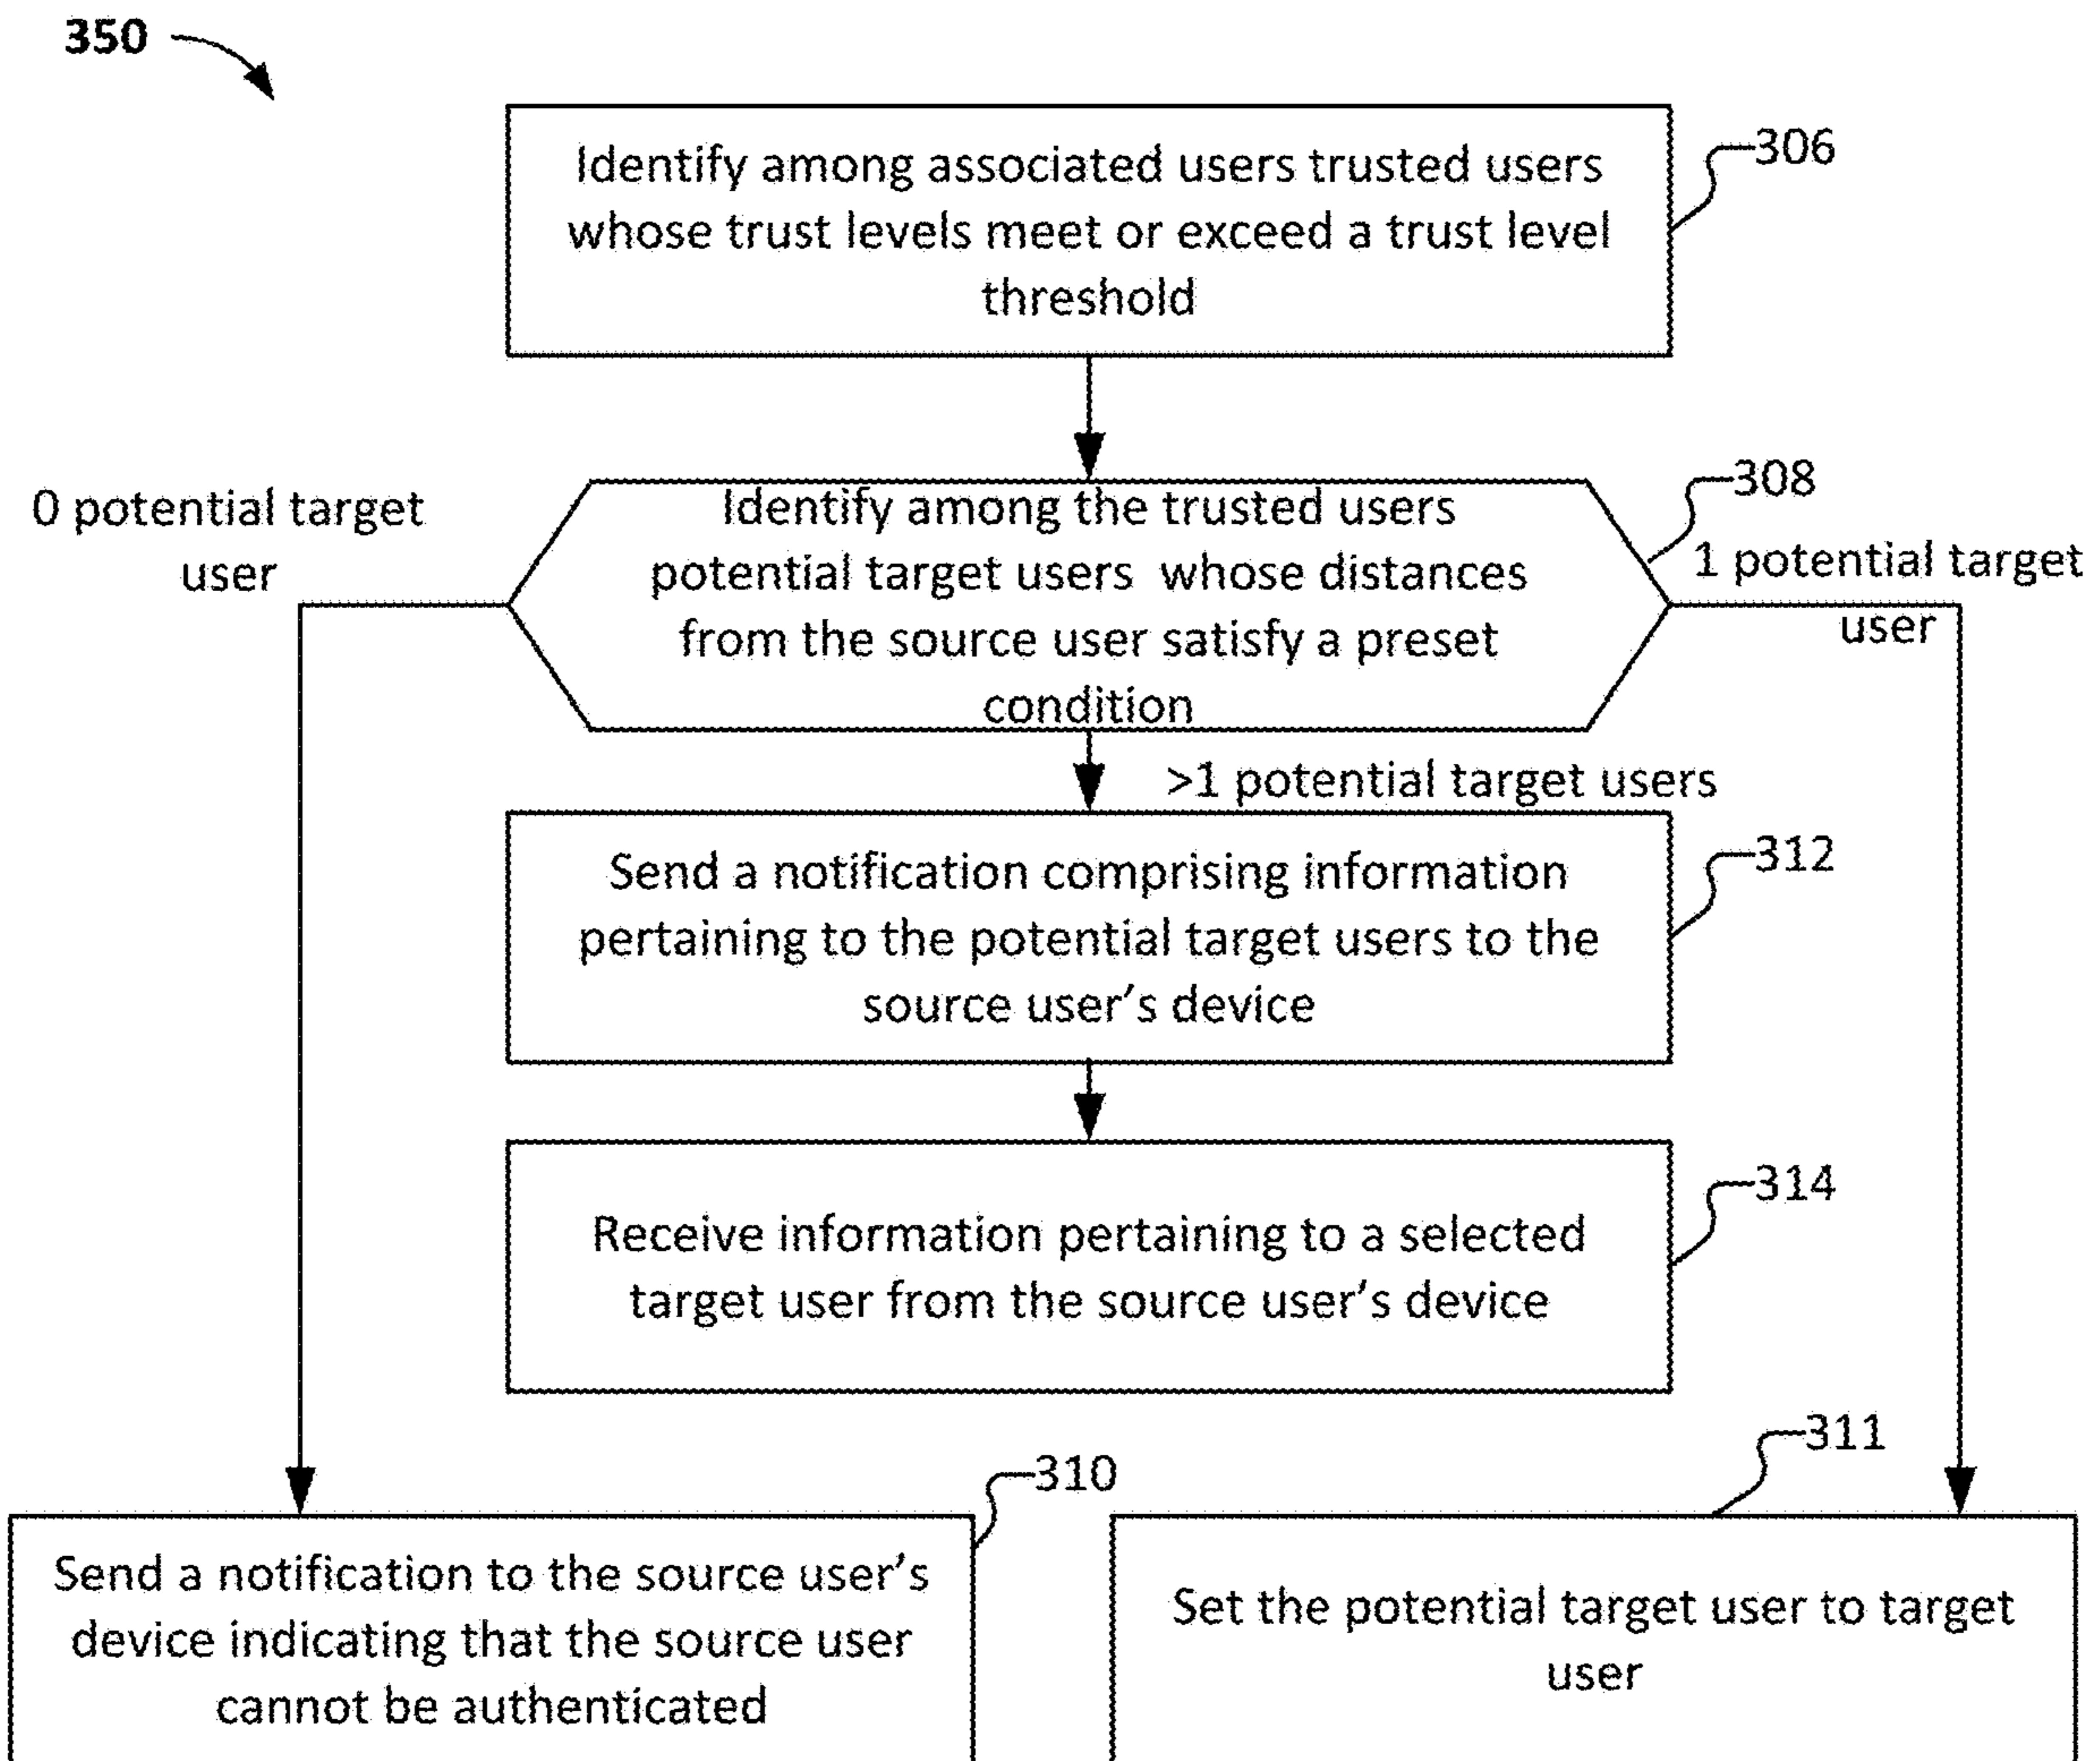 350
Identify among associated users trusted users
whose trust levels meet or exceed a trust level
threshold
306
0 potential target
user
Identify among the trusted users
potential target users whose distances
from the source user satisfy a preset
condition
308
1 potential target
user
>1 potential target users
Send a notification comprising information
pertaining to the potential target users to the
source user's device
312
Receive information pertaining to a selected
target user from the source user's device
314
310
Send a notification to the source user's
device indicating that the source user
cannot be authenticated
311
Set the potential target user to target
user